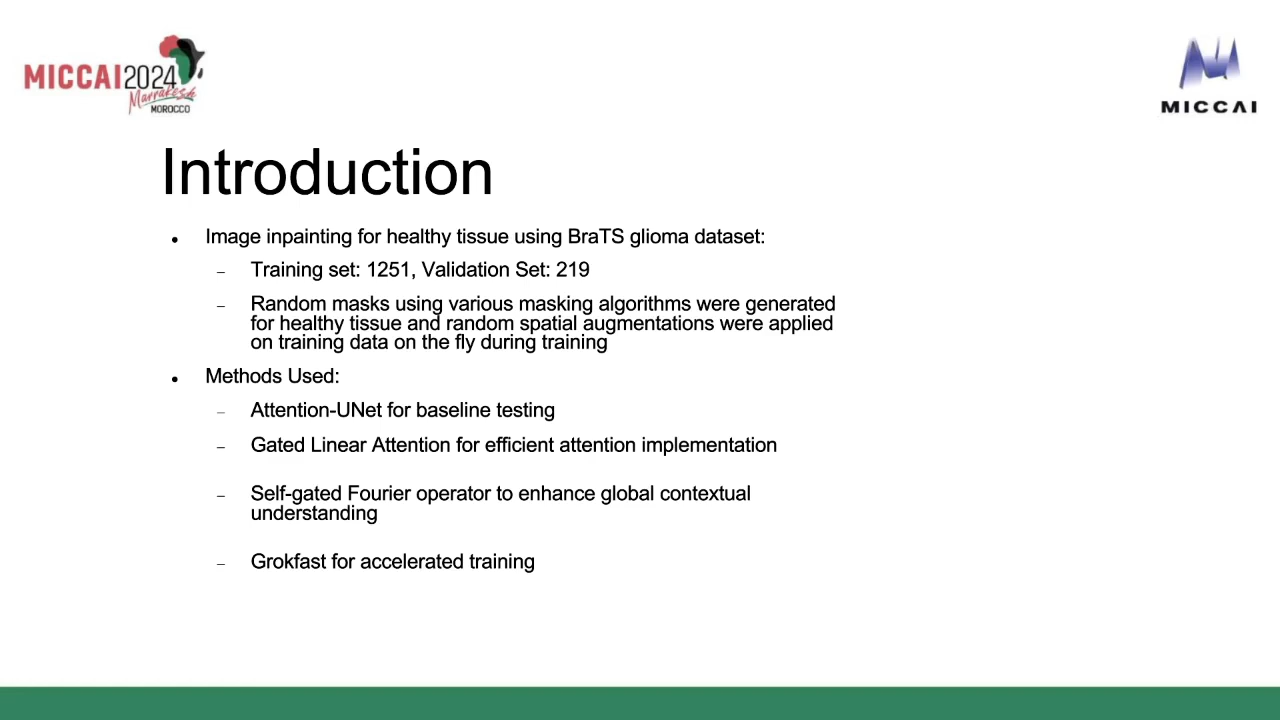 MICCAI2024
Marrakesh
MOROCCO
MICCAI
Introduction
• Image inpainting for healthy tissue using BraTS glioma dataset:
– Training set: 1251, Validation Set: 219
– Random masks using various masking algorithms were generated
for healthy tissue and random spatial augmentations were applied
on training data on the fly during training
• Methods Used:
– Attention-UNet for baseline testing
– Gated Linear Attention for efficient attention implementation
– Self-gated Fourier operator to enhance global contextual
understanding
– Grokfast for accelerated training